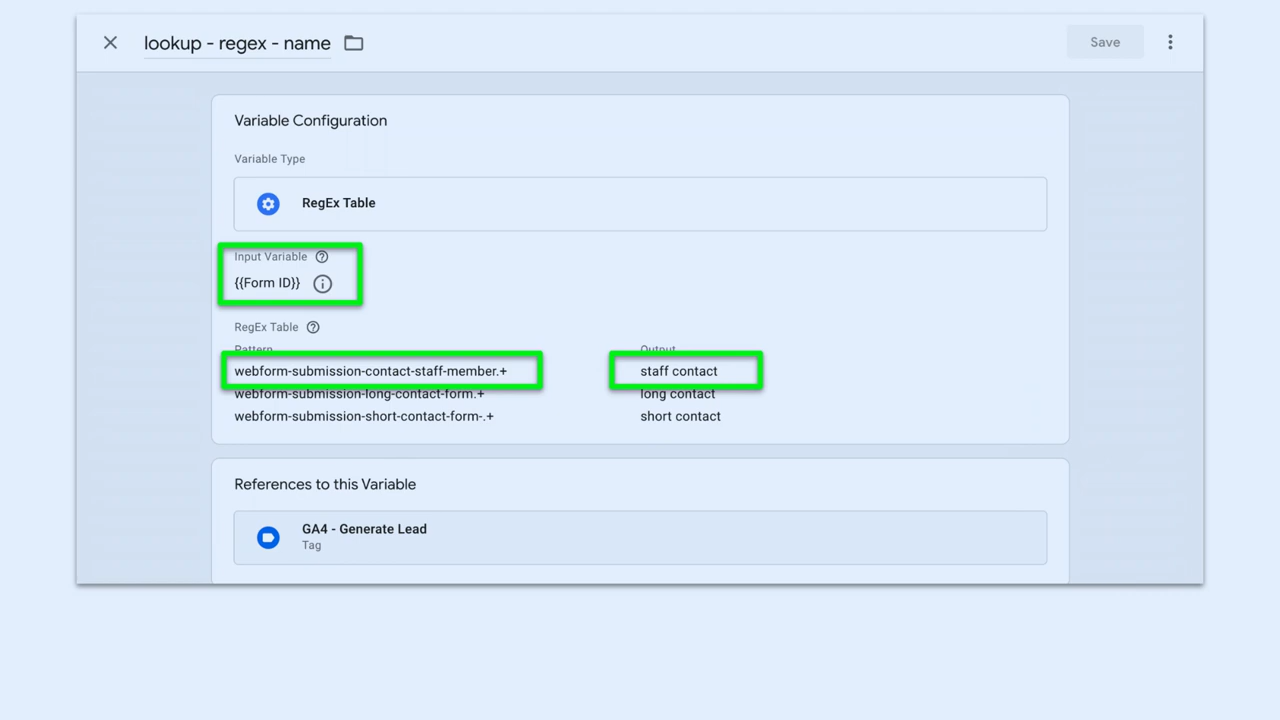 lookup - regex - name
Save
Variable Configuration
Variable Type
RegEx Table
Input Variable
{{Form ID}}
RegEx Table
Pattern Output
webform-submission-contact-staff-member.+ staff contact
webform-submission-long-contact-form.+ long contact
webform-submission-short-contact-form-.+ short contact
References to this Variable
GA4 - Generate Lead
Tag